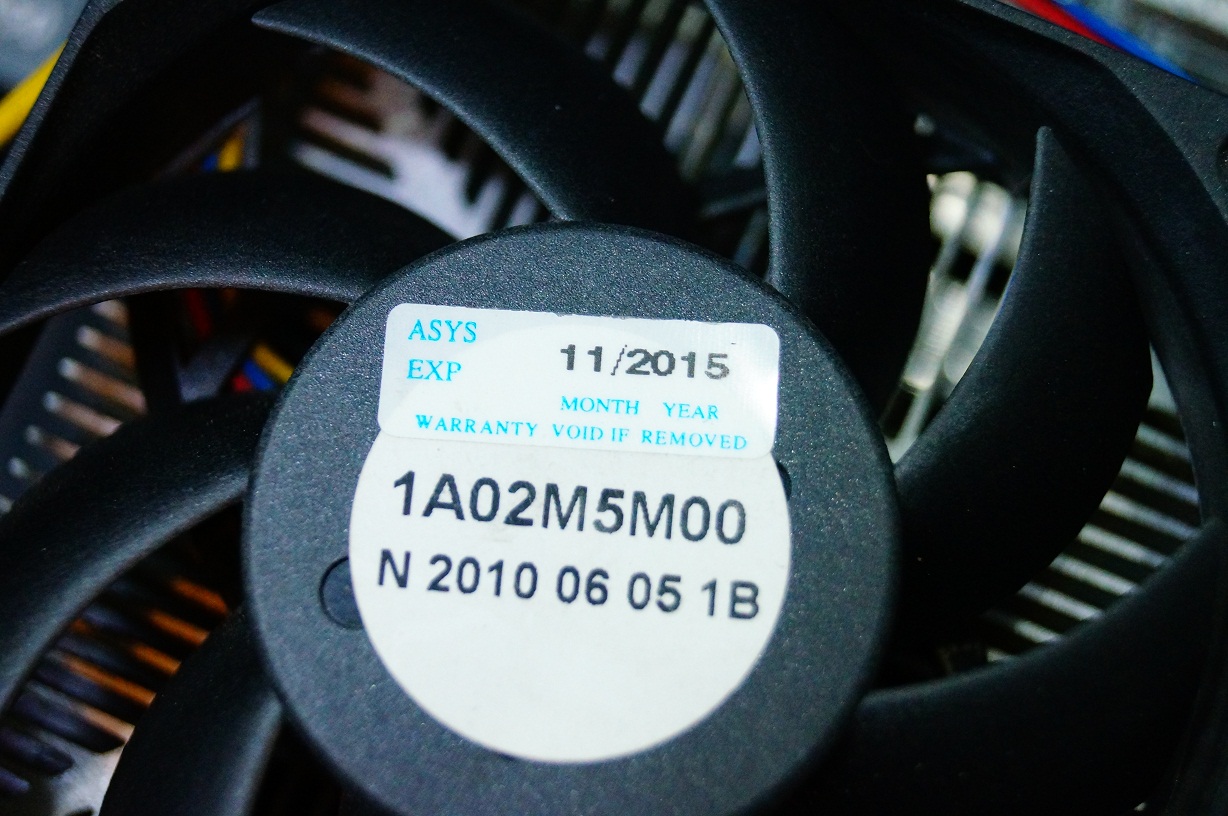 ASYS
EXP
11/2015
MONTH YEAR
WARRANTY VOID IF REMOVED
1A02M5M00
N 2010 06 05 1B